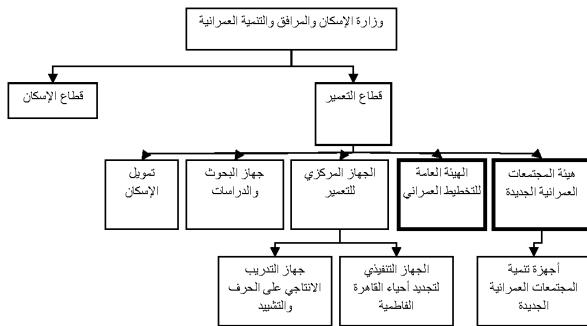 وزارة الإسكان والمرافق والتنمية العمرانية
قطاع التعمير
قطاع الإسكان
هيئة المجتمعات
العمرانية الجديدة
الهيئة العامة
للتخطيط العمراني
الجهاز المركزي
للتعمير
جهاز البحوث
والدراسات
تمويل
الإسكان
أجهزة تنمية
المجتمعات العمرانية
الجديدة
الجهاز التنفيذي
لتجديد أحياء القاهرة
الفاطمية
جهاز التدريب
الانتاجي على الحرف
والتشييد